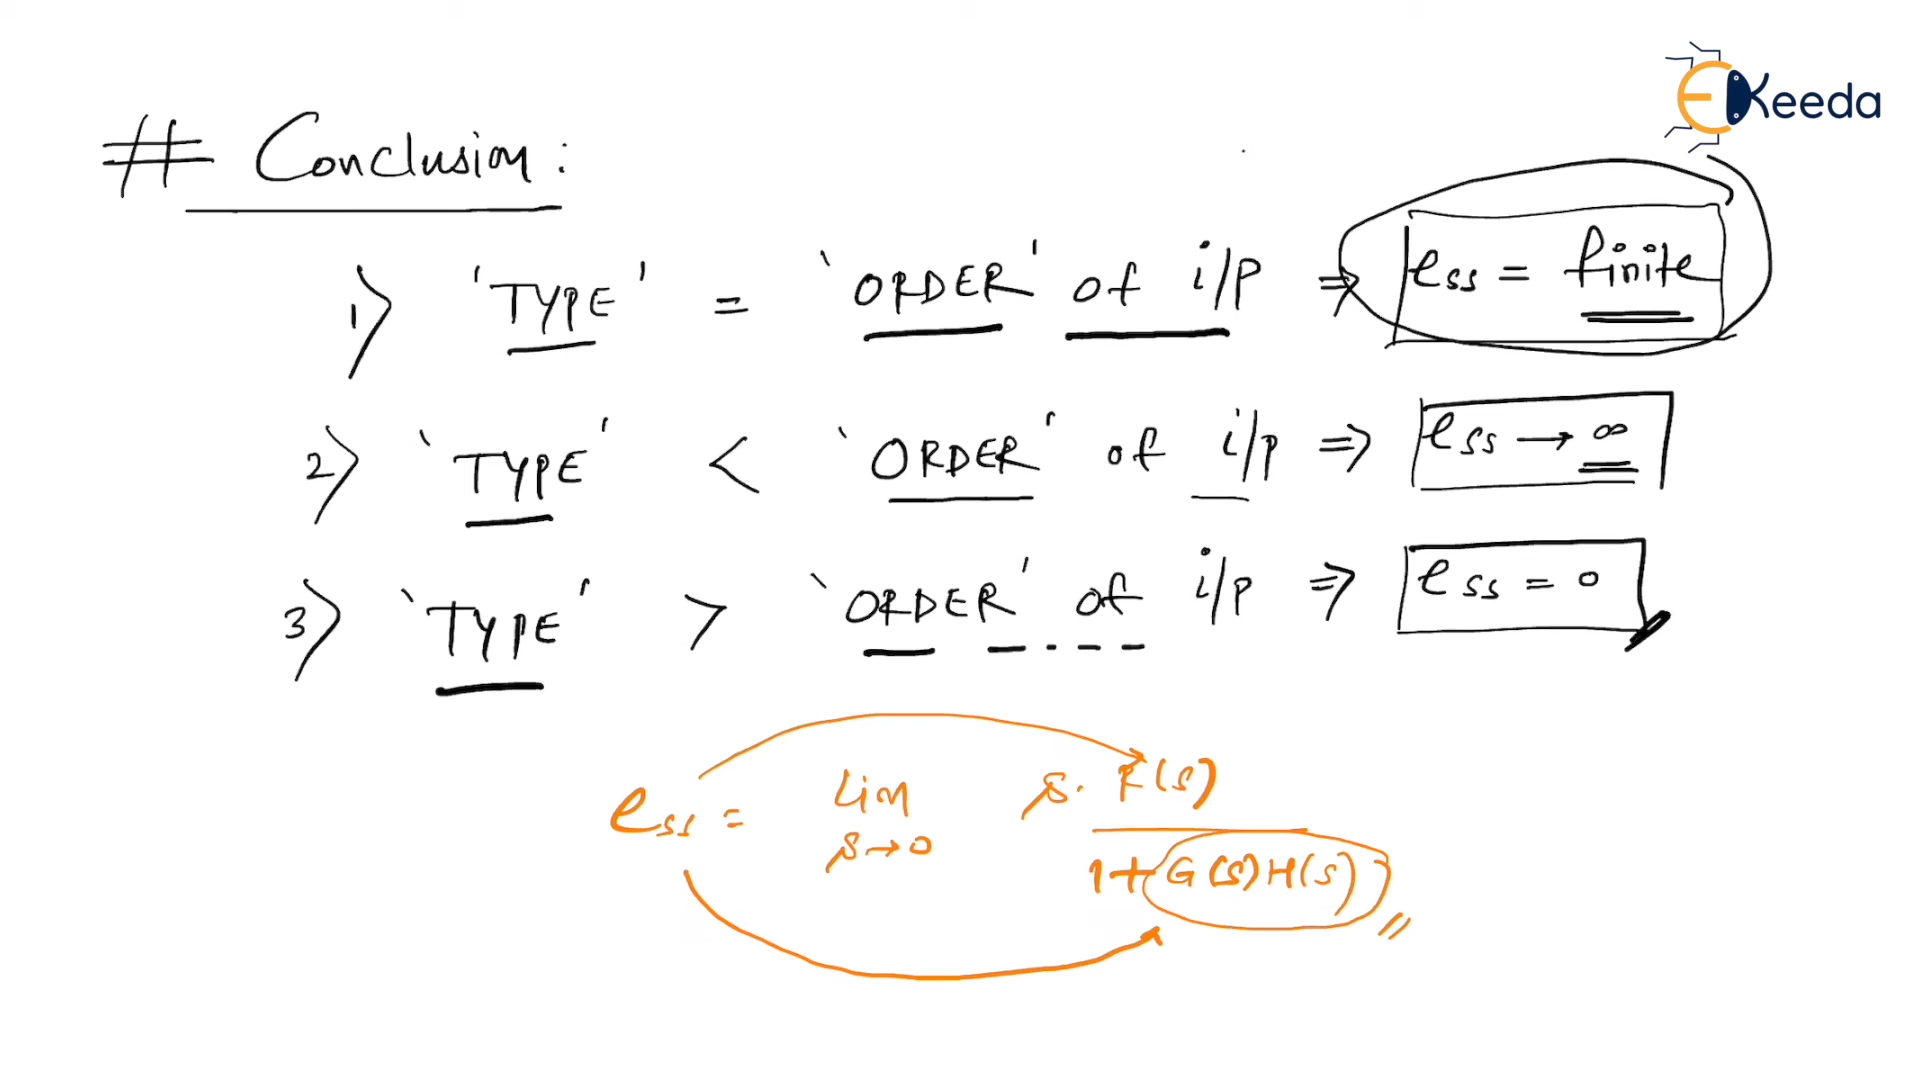 EKeeda
# Conclusion:
1) 'TYPE' = 'ORDER' of i/p ⇒ ess = finite
2) 'TYPE' < 'ORDER' of i/p ⇒ ess → ∞
3) 'TYPE' > 'ORDER' of i/p ⇒ ess = 0
ess = lim s. R(s)
s→0 1+G(s)H(s)